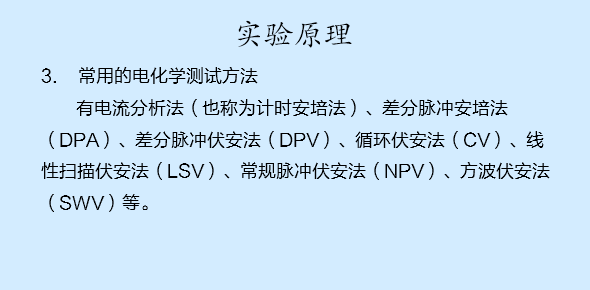 实验原理
3. 常用的电化学测试方法
有电流分析法（也称为计时安培法）、差分脉冲安培法
（DPA）、差分脉冲伏安法（DPV）、循环伏安法（CV）、线
性扫描伏安法（LSV）、常规脉冲伏安法（NPV）、方波伏安法
（SWV）等。